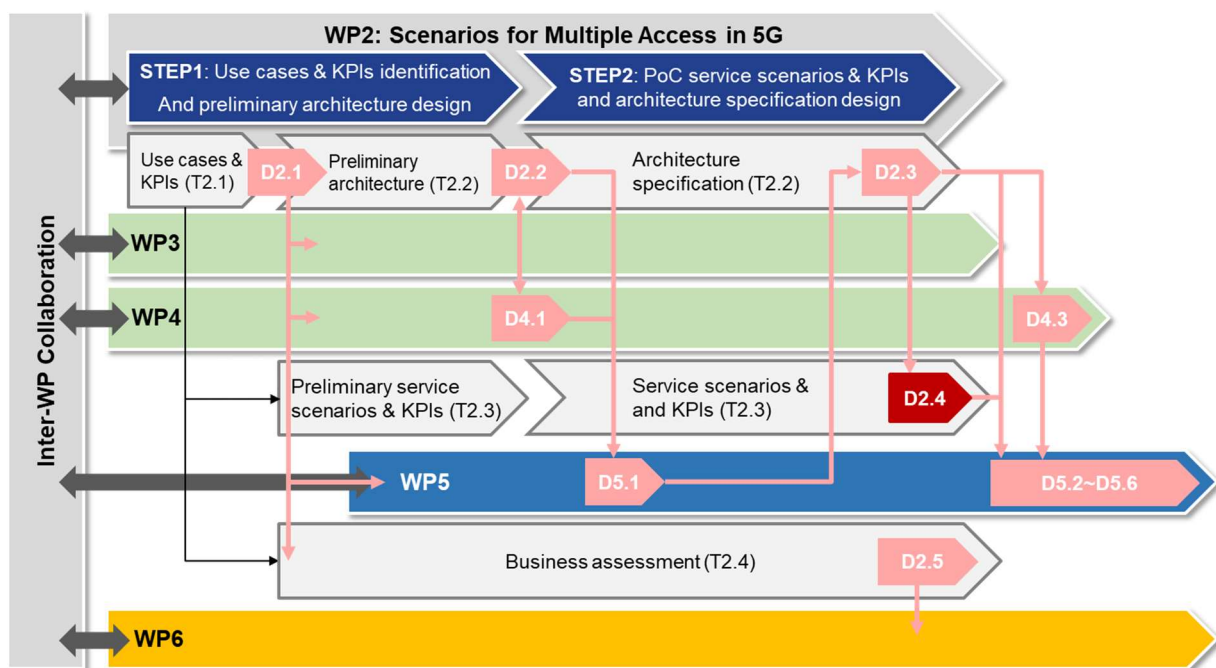 WP2: Scenarios for Multiple Access in 5G
STEP1: Use cases & KPIs identification
And preliminary architecture design
STEP2: PoC service scenarios & KPIs
and architecture specification design
Use cases &
KPIs (T2.1)
D2.1
Preliminary
architecture (T2.2)
D2.2
Architecture
specification (T2.2)
D2.3
Inter-WP Collaboration
WP3
WP4
D4.1
D4.3
Preliminary service
scenarios & KPIs (T2.3)
Service scenarios &
and KPIs (T2.3)
D2.4
WP5
D5.1
D5.2~D5.6
Business assessment (T2.4)
D2.5
WP6